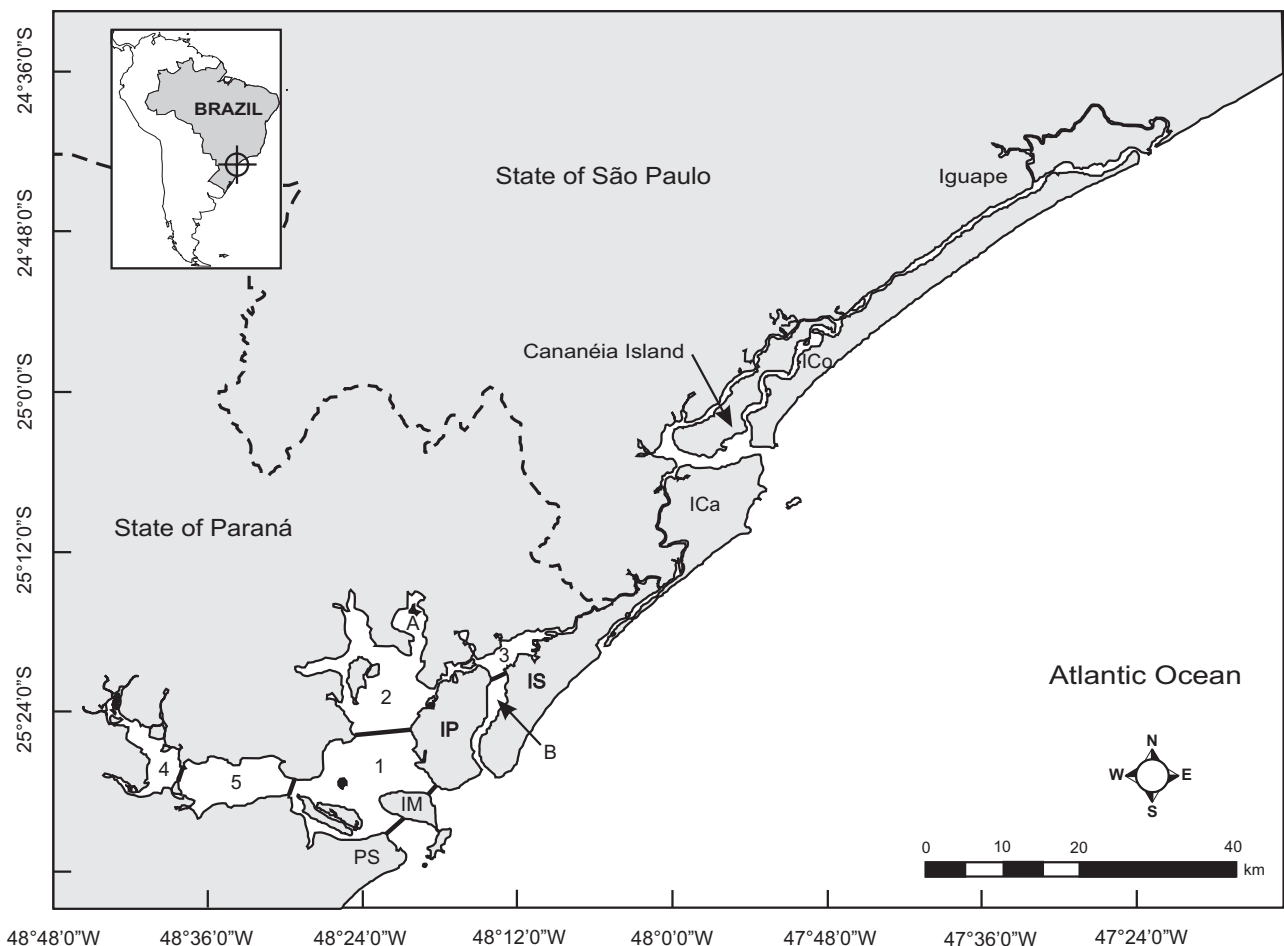 24°36’0”S
24°48’0”S
25°0’0”S
25°12’0”S
25°24’0”S
BRAZIL
State of São Paulo
Iguape
Cananéia Island
ICo
ICa
State of Paraná
A
3
2
IS
IP
B
Atlantic Ocean
1
4
5
IM
PS
N
W E
S
0 10 20 40
km
48°48’0”W 48°36’0”W 48°24’0”W 48°12’0”W 48°0’0”W 47°48’0”W 47°36’0”W 47°24’0”W